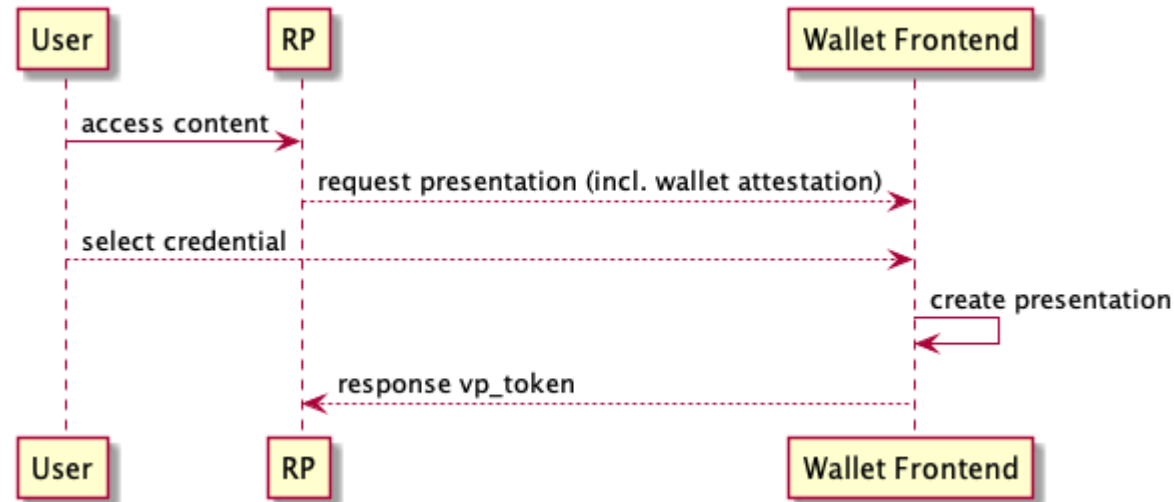 User
RP
Wallet Frontend
access content
request presentation (incl. wallet attestation)
select credential
create presentation
response vp_token
User
RP
Wallet Frontend